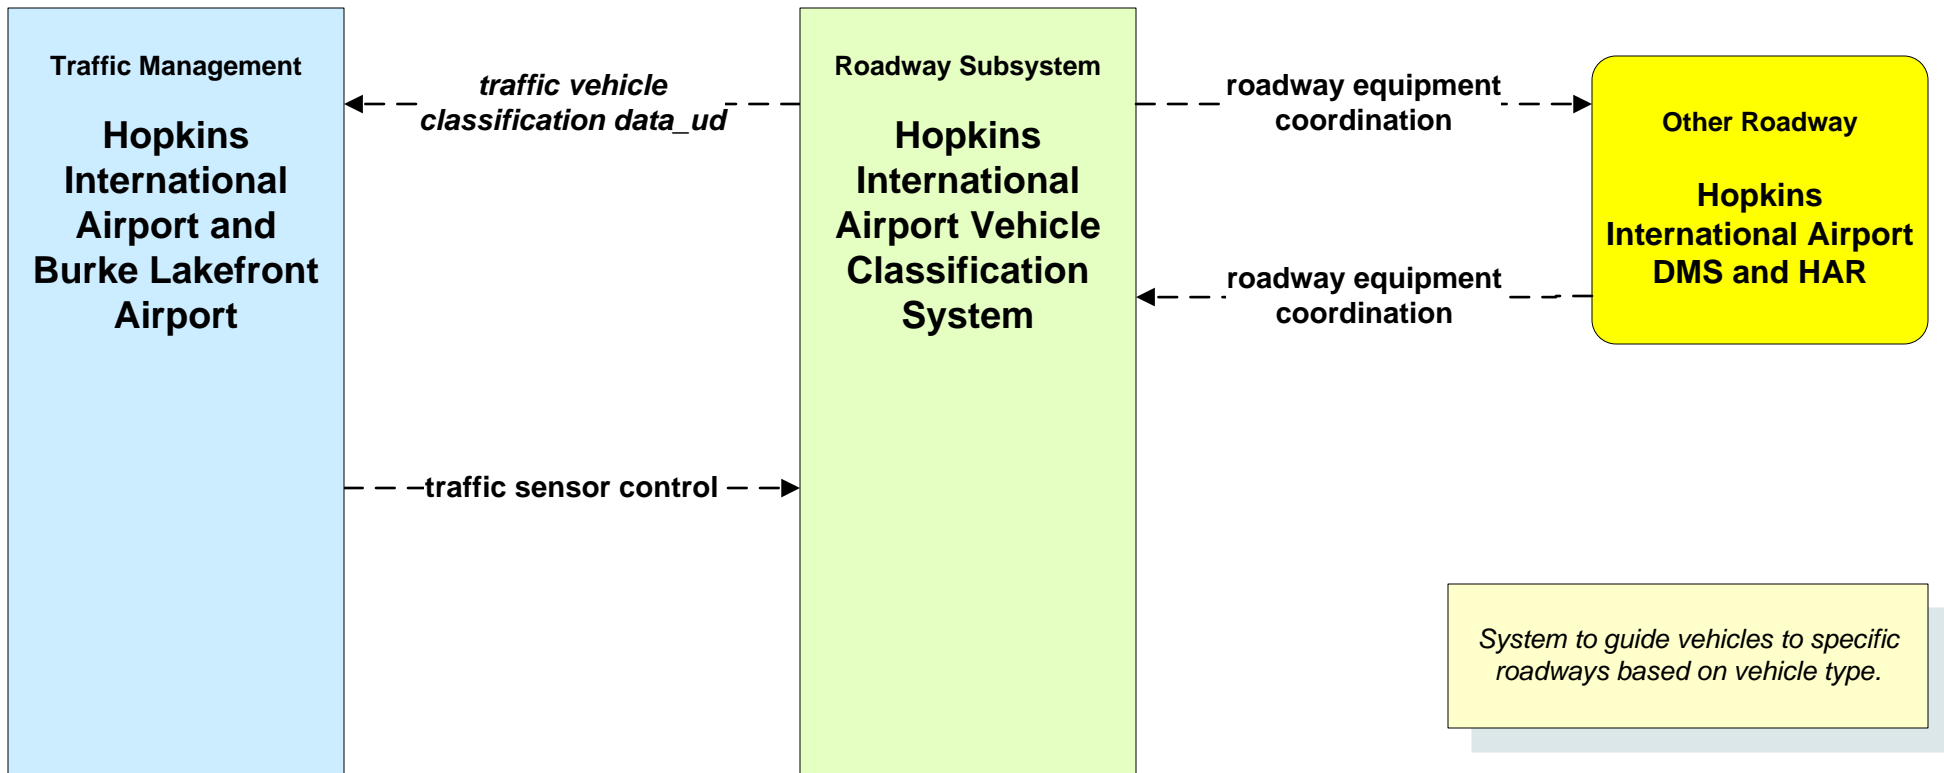 Traffic Management
Hopkins
International
Airport and
Burke Lakefront
Airport
traffic vehicle
classification data_ud
traffic sensor control
Roadway Subsystem
Hopkins
International
Airport Vehicle
Classification
System
roadway equipment
coordination
roadway equipment
coordination
Other Roadway
Hopkins
International Airport
DMS and HAR
System to guide vehicles to specific
roadways based on vehicle type.